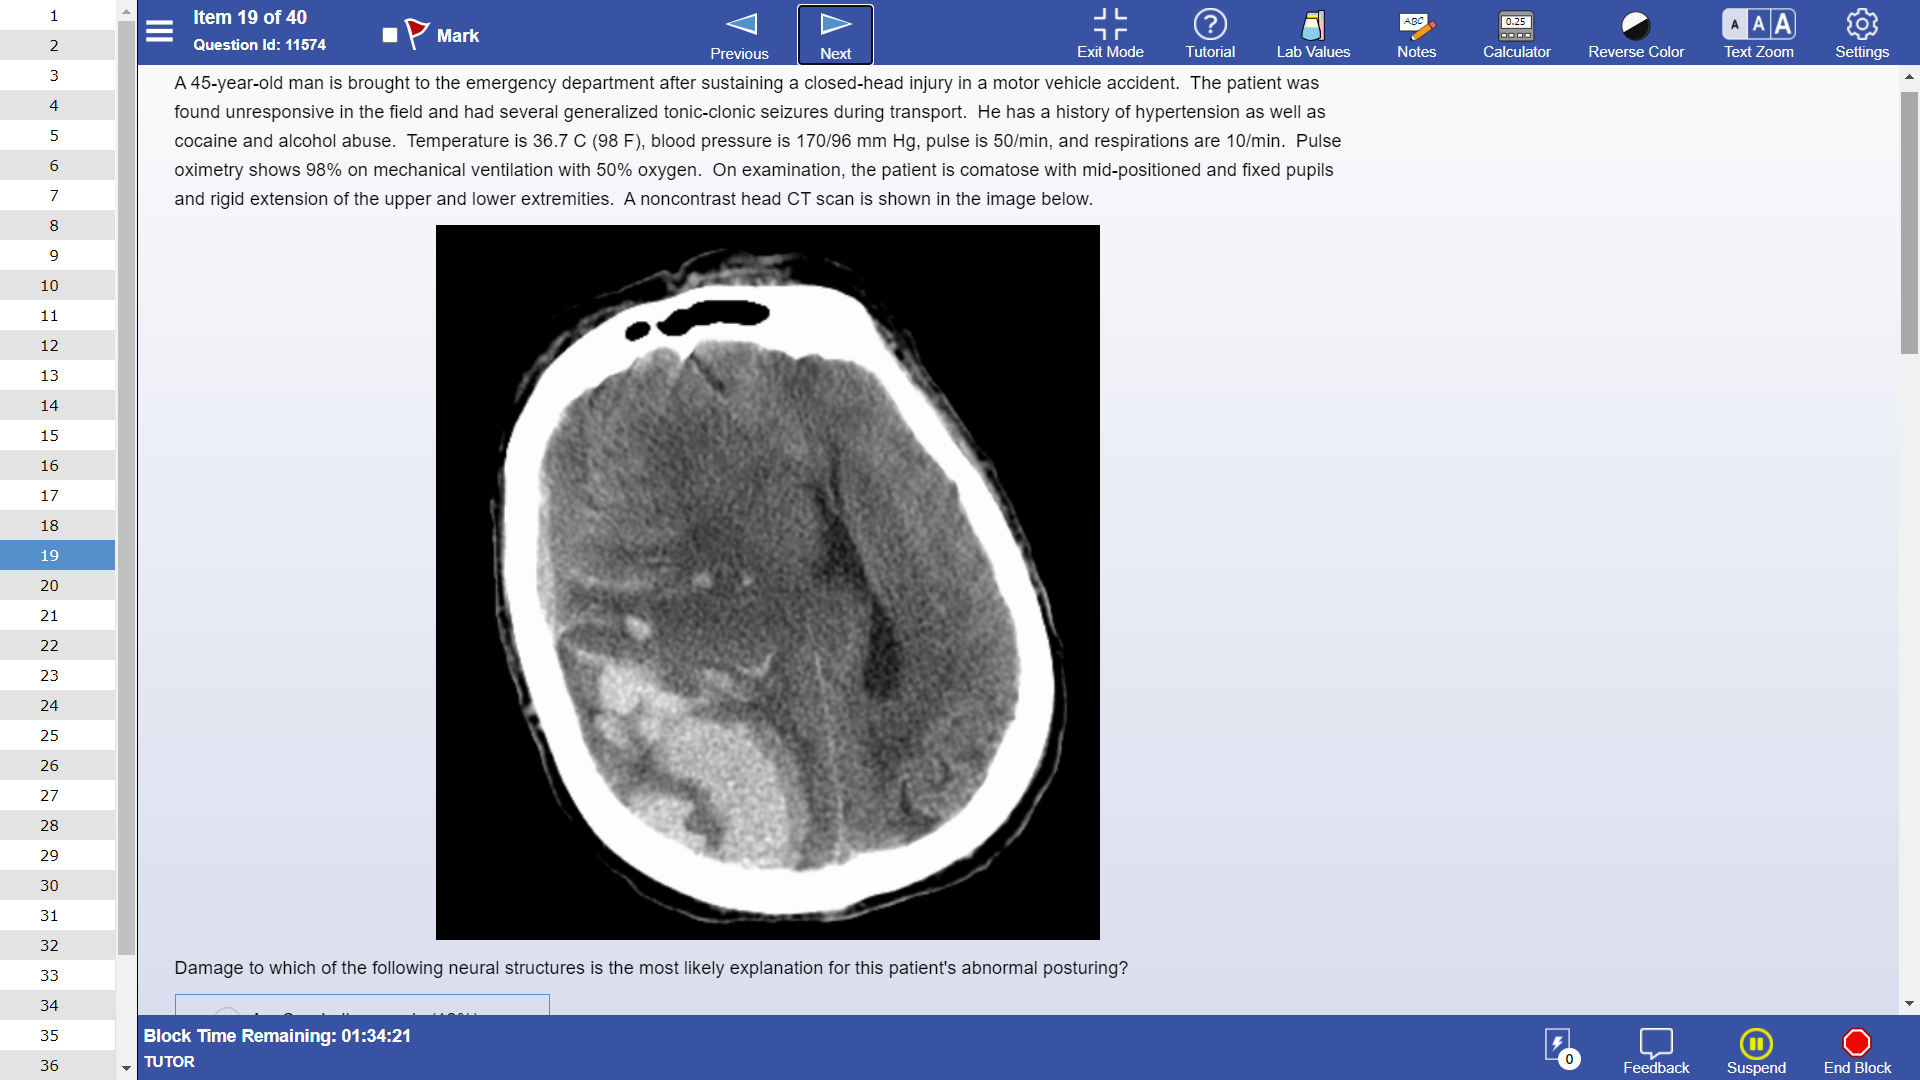 1
2
3
4
5
6
7
8
9
10
11
12
13
14
15
16
17
18
19
20
21
22
23
24
25
26
27
28
29
30
31
32
33
34
35
36
Item 19 of 40
Question Id: 11574
Mark
Previous
Next
Exit Mode
Tutorial
Lab Values
Notes
Calculator
Reverse Color
Text Zoom
Settings
ABC
0.25
A A A
A 45-year-old man is brought to the emergency department after sustaining a closed-head injury in a motor vehicle accident. The patient was
found unresponsive in the field and had several generalized tonic-clonic seizures during transport. He has a history of hypertension as well as
cocaine and alcohol abuse. Temperature is 36.7 C (98 F), blood pressure is 170/96 mm Hg, pulse is 50/min, and respirations are 10/min. Pulse
oximetry shows 98% on mechanical ventilation with 50% oxygen. On examination, the patient is comatose with mid-positioned and fixed pupils
and rigid extension of the upper and lower extremities. A noncontrast head CT scan is shown in the image below.
Damage to which of the following neural structures is the most likely explanation for this patient's abnormal posturing?
Block Time Remaining: 01:34:21
TUTOR
0
Feedback
Suspend
End Block